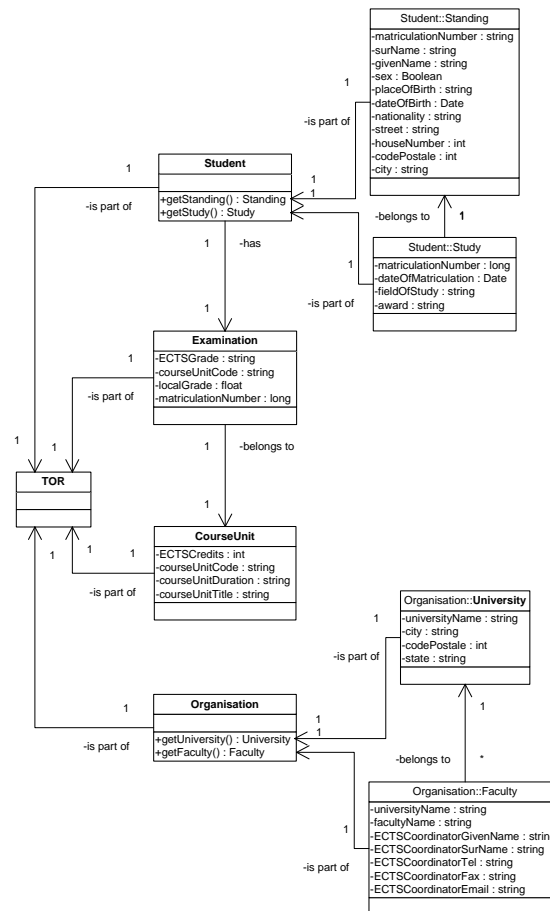 Student::Standing
-matriculationNumber : string
-surName : string
-givenName : string
-sex : Boolean
-placeOfBirth : string
-dateOfBirth : Date
-nationality : string
-street : string
-houseNumber : int
-codePostale : int
-city : string
1
-is part of
1
Student
+getStanding() : Standing
+getStudy() : Study
1
1
-is part of
-belongs to
1
1
Student::Study
-matriculationNumber : long
-dateOfMatriculation : Date
-fieldOfStudy : string
-award : string
1
-is part of
1
-has
1
Examination
-ECTSGrade : string
-courseUnitCode : string
-localGrade : float
-matriculationNumber : long
1
-is part of
1
-belongs to
1
1
1
TOR
1
1
1
CourseUnit
-ECTSCredits : int
-courseUnitCode : string
-courseUnitDuration : string
-courseUnitTitle : string
1
-is part of
Organisation::University
-universityName : string
-city : string
-codePostale : int
-state : string
1
-is part of
1
Organisation
+getUniversity() : University
+getFaculty() : Faculty
1
1
-is part of
1
-belongs to
*
Organisation::Faculty
-universityName : string
-facultyName : string
-ECTSCoordinatorGivenName : string
-ECTSCoordinatorSurName : string
-ECTSCoordinatorTel : string
-ECTSCoordinatorFax : string
-ECTSCoordinatorEmail : string
1
-is part of